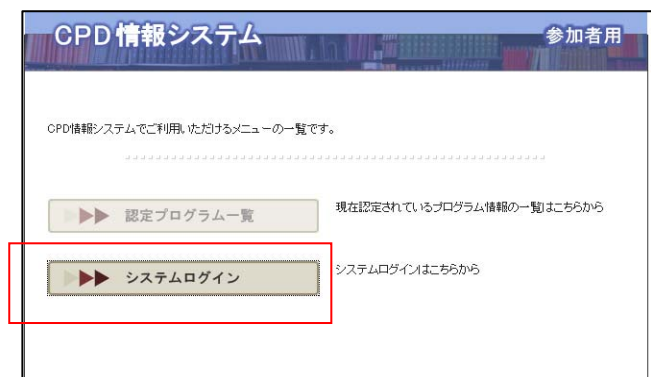 CPD情報システム
参加者用
CPD情報システムでご利用いただけるメニューの一覧です。
認定プログラム一覧
現在認定されているプログラム情報の一覧はこちらから
システムログイン
システムログインはこちらから